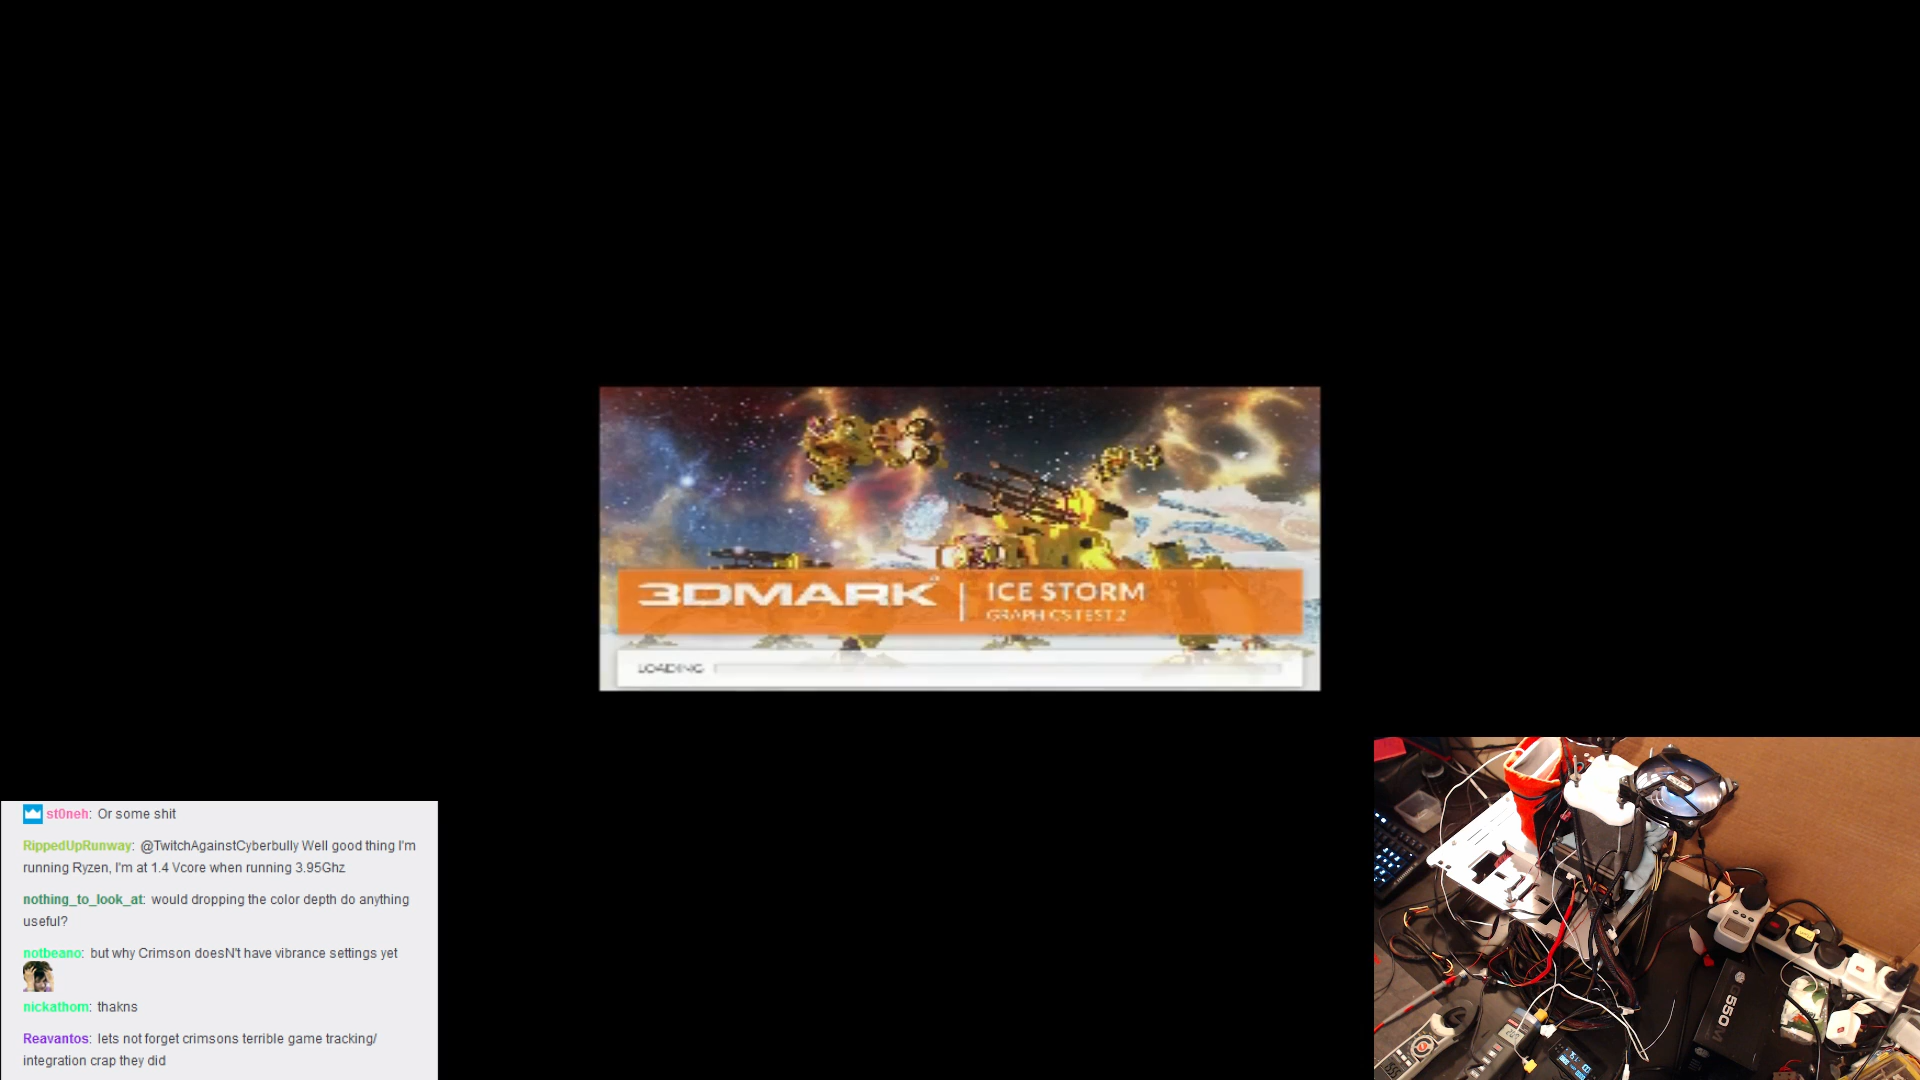 3DMARK® | ICE STORM
GRAPHICS TEST 2
LOADING
st0neh: Or some shit
RippedUpRunway: @TwitchAgainstCyberbully Well good thing I'm
running Ryzen, I'm at 1.4 Vcore when running 3.95Ghz
nothing_to_look_at: would dropping the color depth do anything
useful?
notbeano: but why Crimson doesN't have vibrance settings yet
nickathom: thakns
Reavantos: lets not forget crimsons terrible game tracking/
integration crap they did
G550M